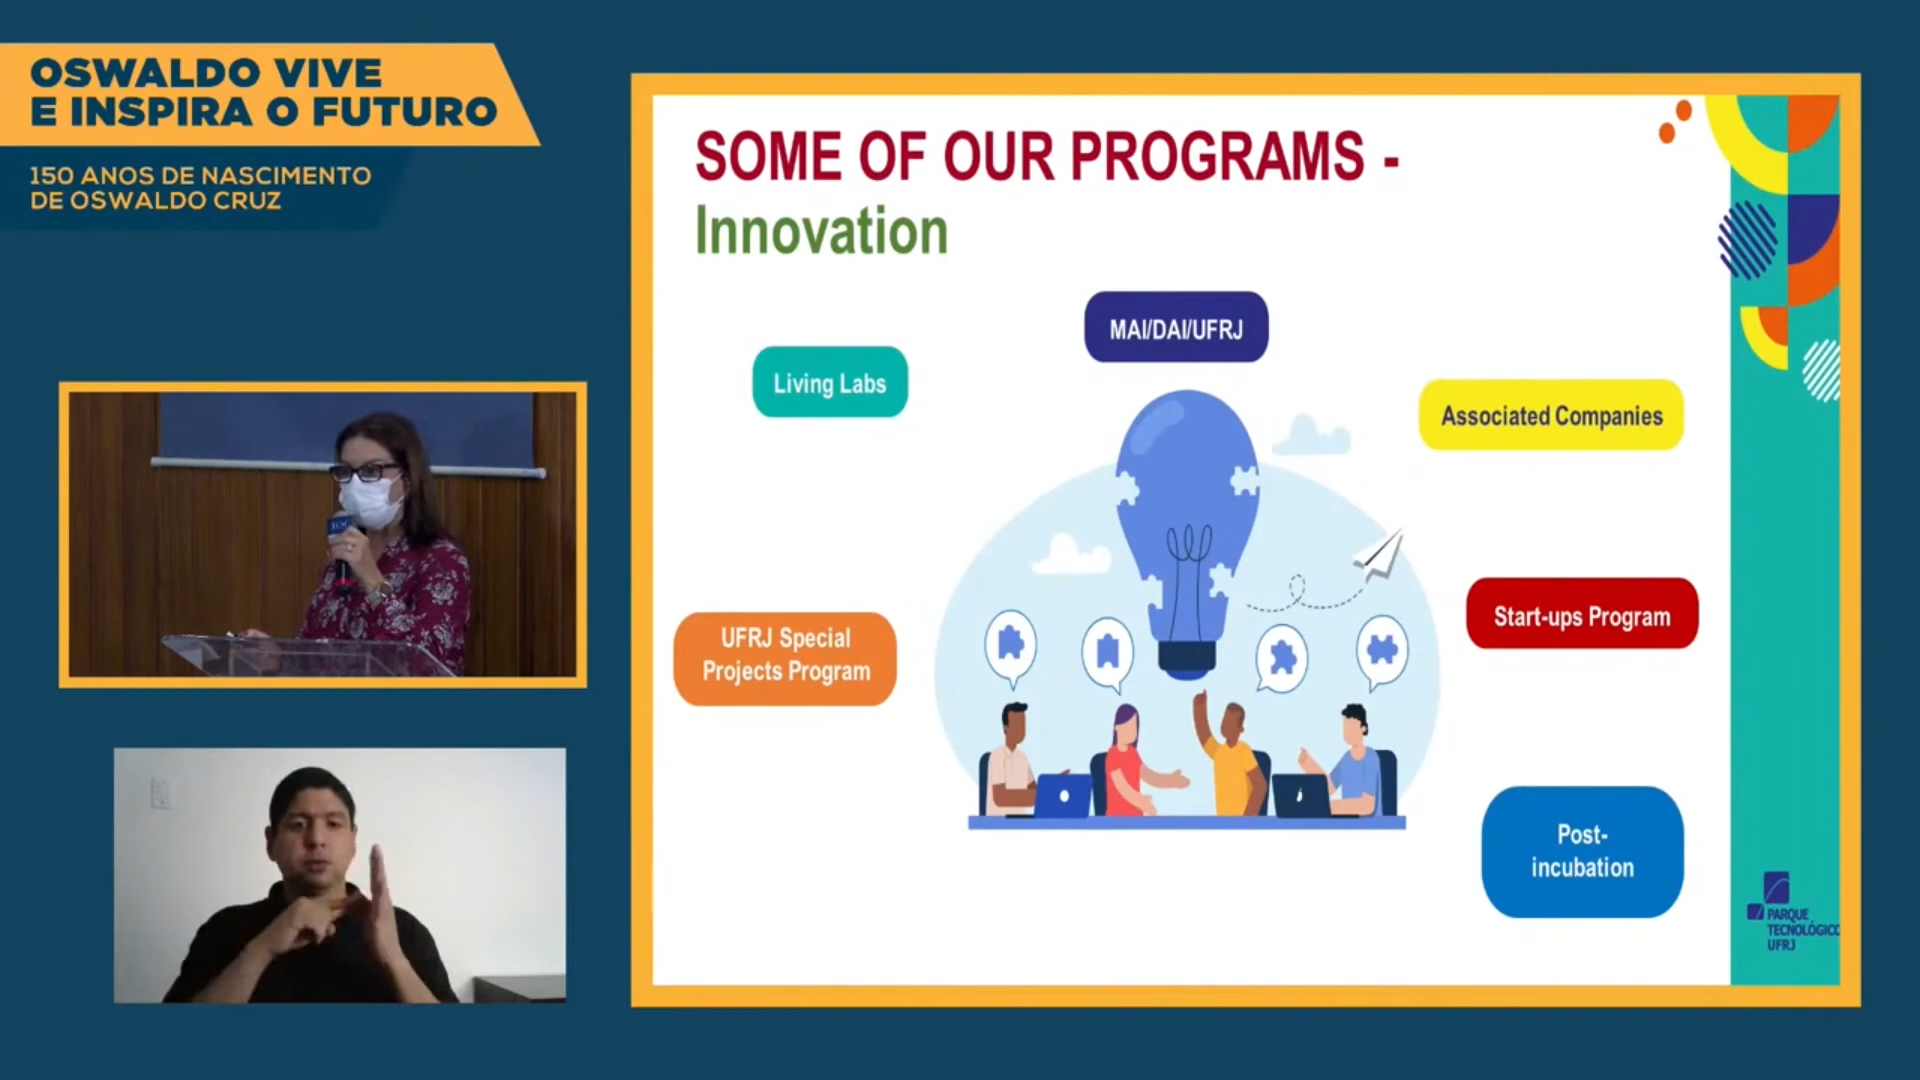 OSWALDO VIVE
E INSPIRA O FUTURO
150 ANOS DE NASCIMENTO
DE OSWALDO CRUZ
SOME OF OUR PROGRAMS -
Innovation
MAI/DAI/UFRJ
Living Labs
Associated Companies
Start-ups Program
UFRJ Special
Projects Program
Post-
incubation
PARQUE
TECNOLÓGICO
UFRJ